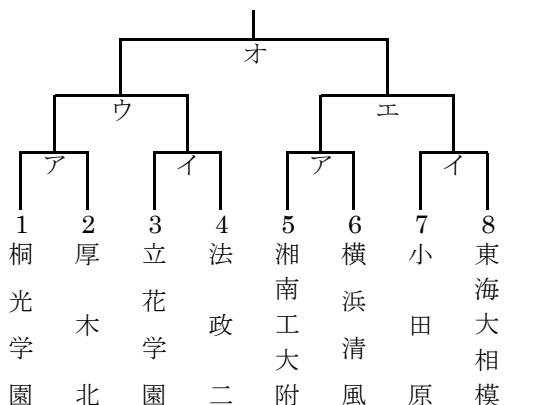 オ
ウ
エ
ア
イ
ア
イ
1
2
3
4
5
6
7
8
桐光学園
厚木北
立花学園
法政二
湘南工大附
横浜清風
小田原
東海大相模